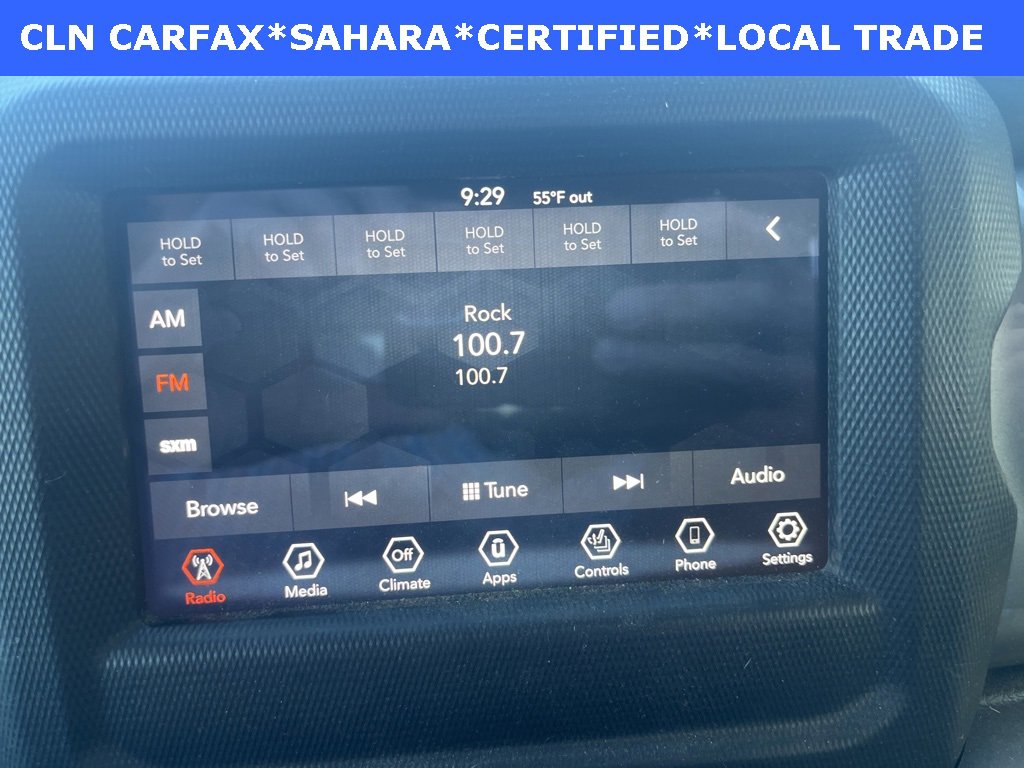 CLN CARFAX*SAHARA*CERTIFIED*LOCAL TRADE
9:29 55°F out
HOLD to Set
HOLD to Set
HOLD to Set
HOLD to Set
HOLD to Set
HOLD to Set
AM
Rock
100.7
100.7
FM
sxm
Browse
Tune
Audio
Radio
Media
Off
Climate
ū
Apps
Controls
Phone
Settings